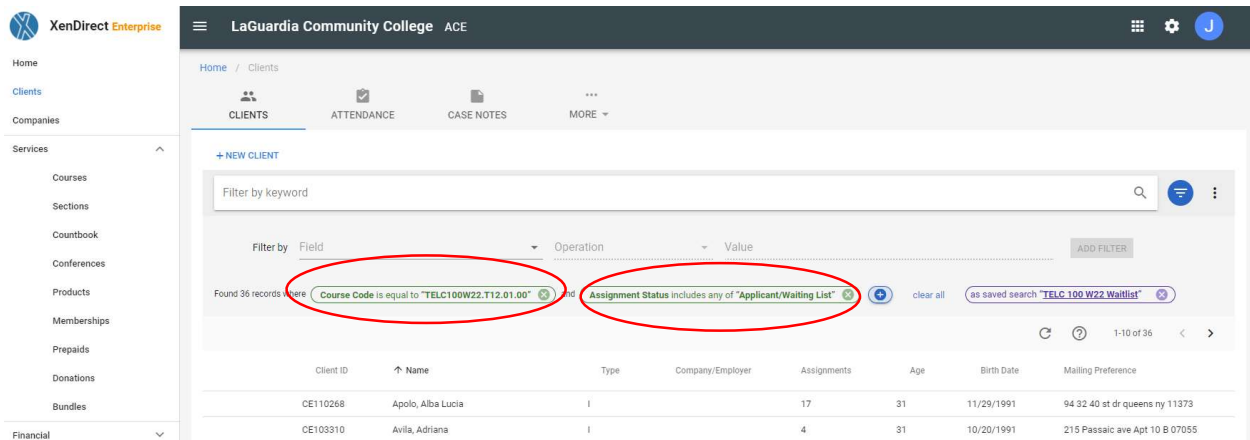 XenDirect Enterprise
LaGuardia Community College ACE
J
Home
Clients
Companies
Services
Courses
Sections
Countbook
Conferences
Products
Memberships
Prepaids
Donations
Bundles
Financial
Home / Clients
CLIENTS ATTENDANCE CASE NOTES MORE
+ NEW CLIENT
Filter by keyword
Filter by Field Operation Value ADD FILTER
Found 36 records where Course Code is equal to "TELC100W22.T12.01.00" and Assignment Status includes any of "Applicant/Waiting List" clear all as saved search "TELC 100 W22 Waitlist"
1-10 of 36
Client ID Name Type Company/Employer Assignments Age Birth Date Mailing Preference
CE110268 Apolo, Alba Lucia I 17 31 11/29/1991 94 32 40 st dr queens ny 11373
CE103310 Avila, Adriana I 4 31 10/20/1991 215 Passaic ave Apt 10 B 07055